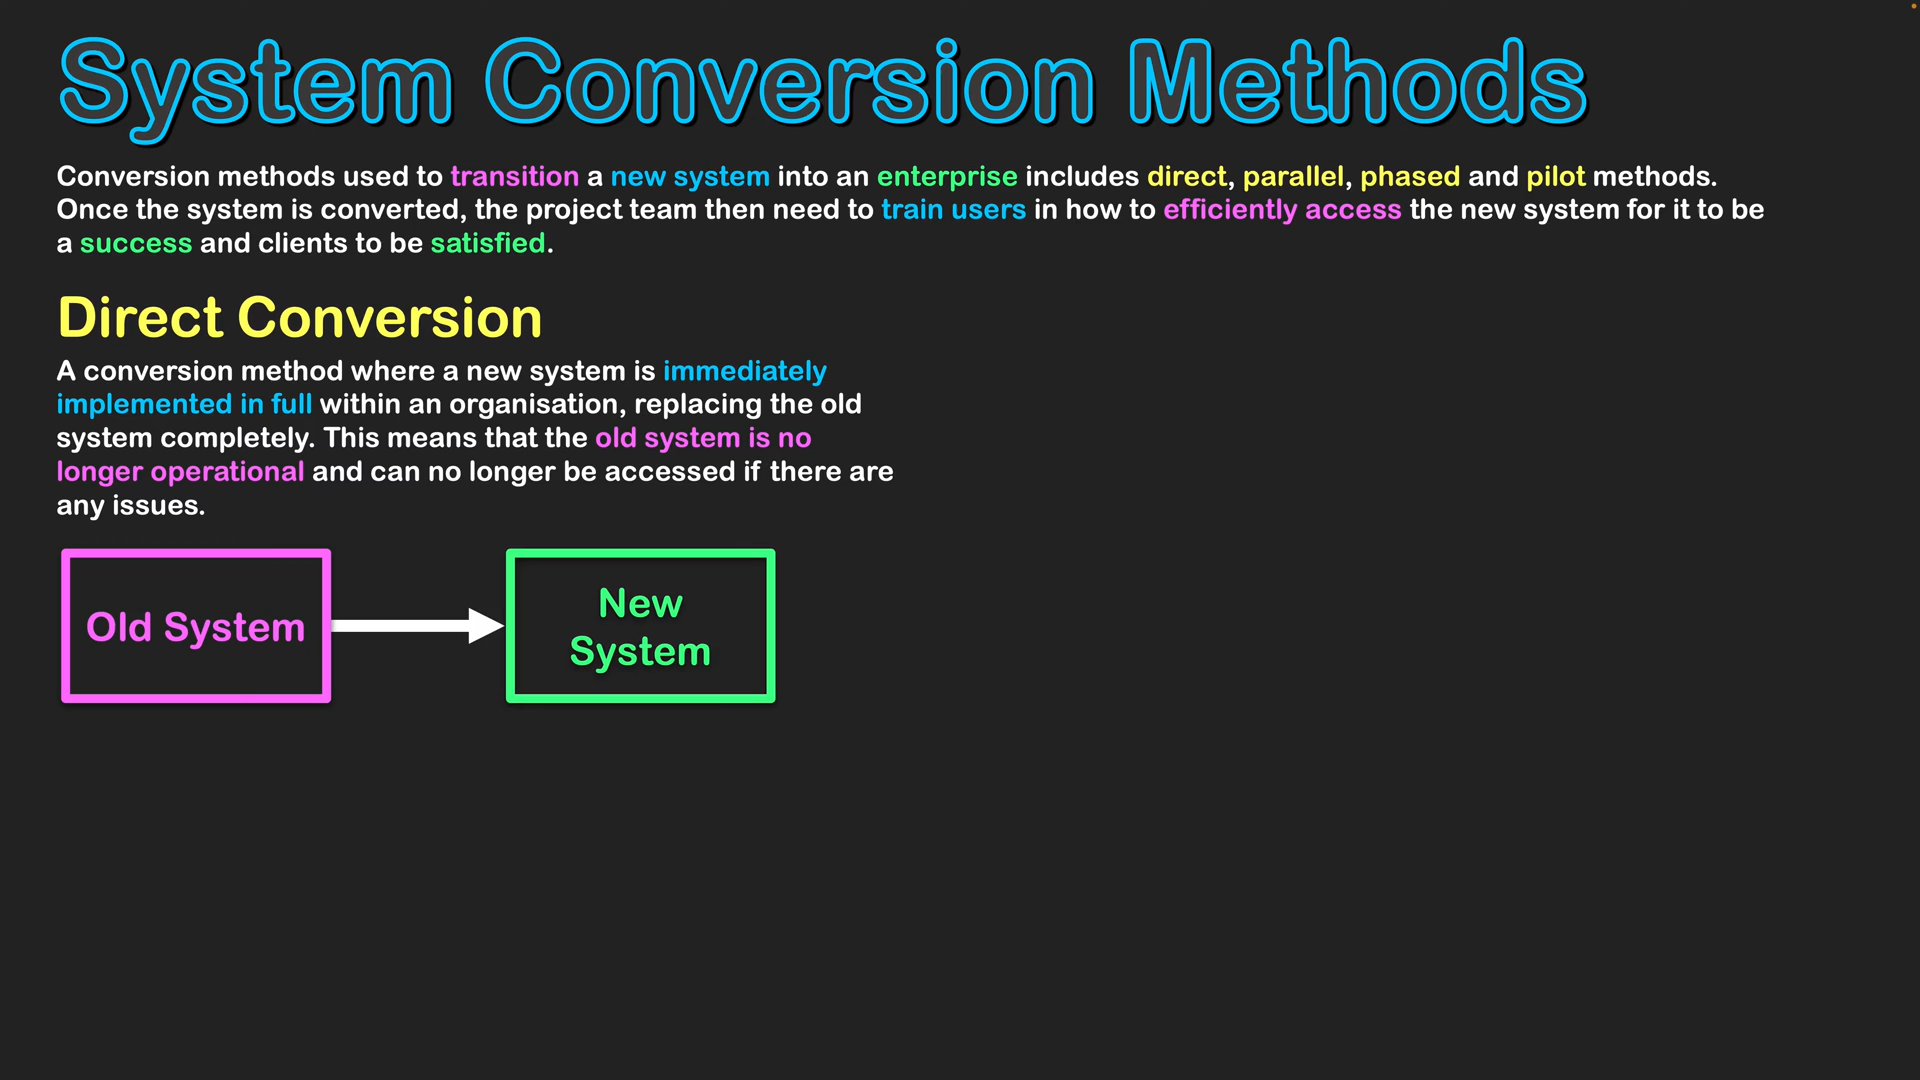 System Conversion Methods
Conversion methods used to transition a new system into an enterprise includes direct, parallel, phased and pilot methods.
Once the system is converted, the project team then need to train users in how to efficiently access the new system for it to be
a success and clients to be satisfied.
Direct Conversion
A conversion method where a new system is immediately
implemented in full within an organisation, replacing the old
system completely. This means that the old system is no
longer operational and can no longer be accessed if there are
any issues.
Old System
New
System